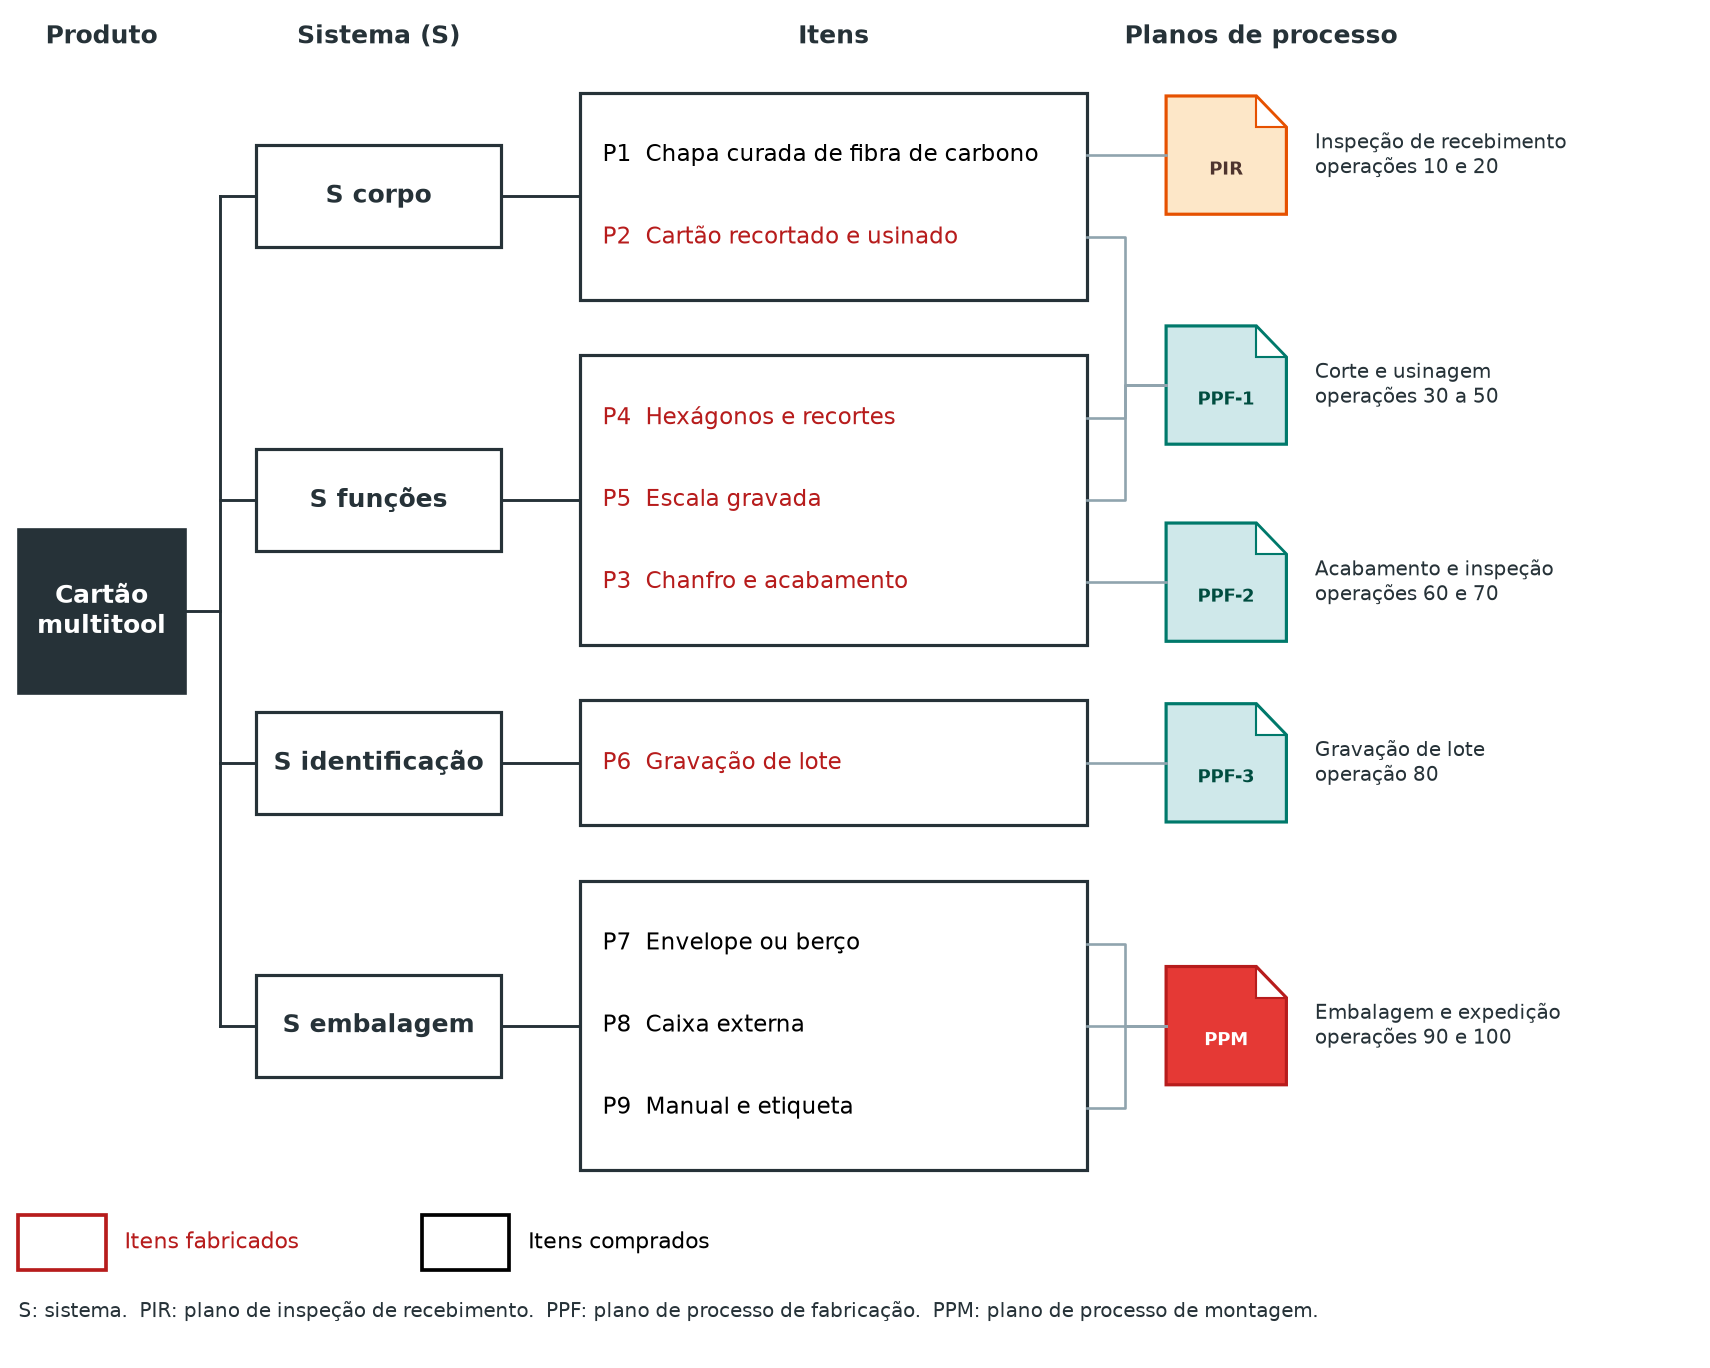 Produto
Sistema (S)
Itens
Planos de processo
S corpo
P1 Chapa curada de fibra de carbono
P2 Cartão recortado e usinado
PIR
Inspeção de recebimento
operações 10 e 20
PPF-1
Corte e usinagem
operações 30 a 50
S funções
P4 Hexágonos e recortes
P5 Escala gravada
P3 Chanfro e acabamento
PPF-2
Acabamento e inspeção
operações 60 e 70
Cartão
multitool
S identificação
P6 Gravação de lote
PPF-3
Gravação de lote
operação 80
S embalagem
P7 Envelope ou berço
P8 Caixa externa
P9 Manual e etiqueta
PPM
Embalagem e expedição
operações 90 e 100
Itens fabricados
Itens comprados
S: sistema. PIR: plano de inspeção de recebimento. PPF: plano de processo de fabricação. PPM: plano de processo de montagem.